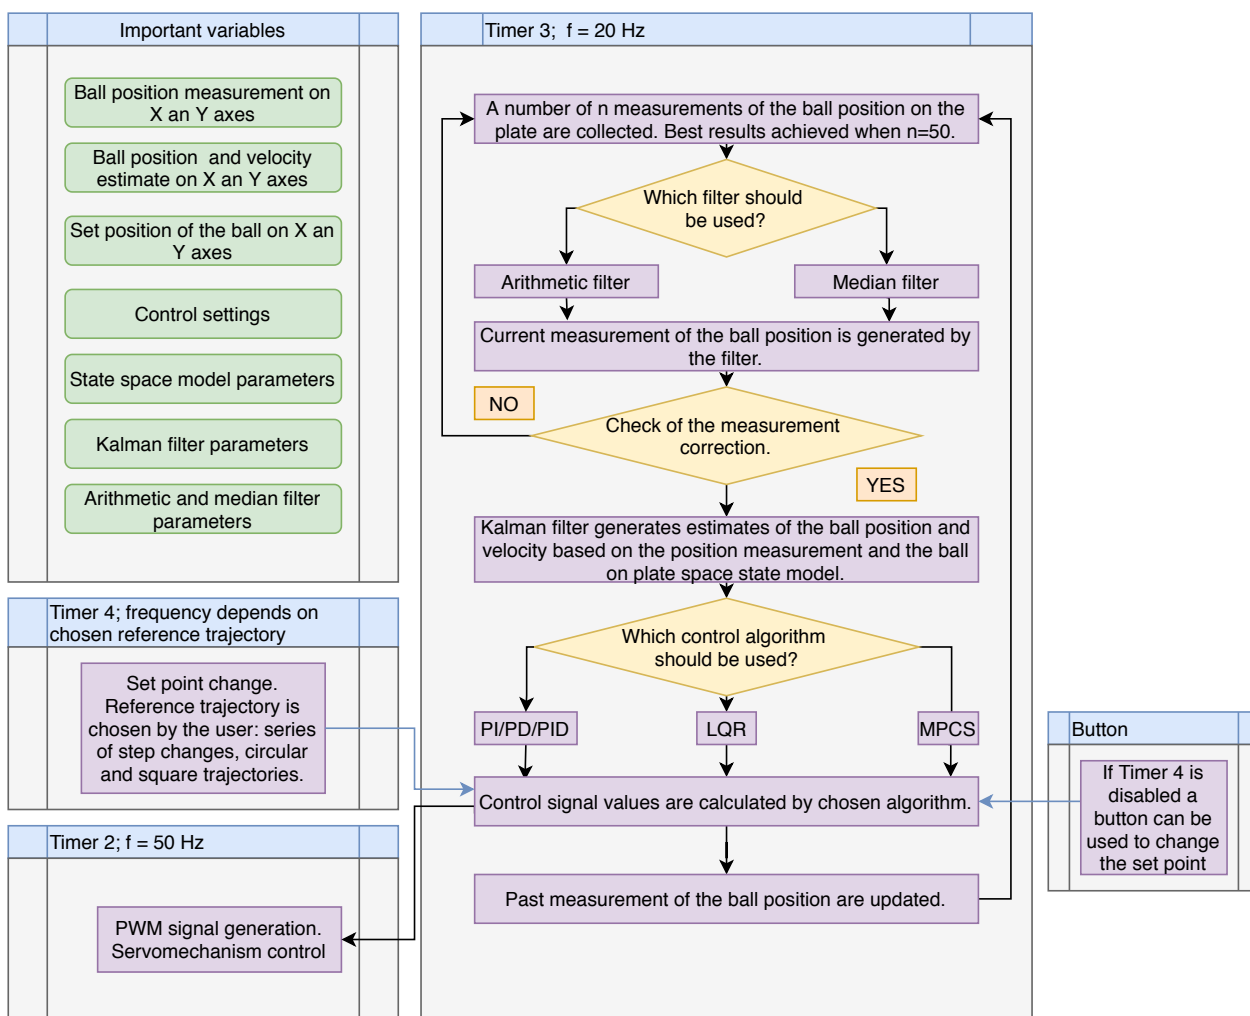 Important variables
Ball position measurement on
X an Y axes
Ball position  and velocity
estimate on X an Y axes
Set position of the ball on X an
Y axes
Control settings
State space model parameters
Kalman filter parameters
Arithmetic and median filter
parameters
Timer 4; frequency depends on
chosen reference trajectory
Set point change.
Reference trajectory is
chosen by the user: series
of step changes, circular
and square trajectories.
Timer 2; f = 50 Hz
PWM signal generation.
Servomechanism control
Timer 3;  f = 20 Hz
A number of n measurements of the ball position on the
plate are collected. Best results achieved when n=50.
Which filter should
be used?
Arithmetic filter
Median filter
Current measurement of the ball position is generated by
the filter.
NO
Check of the measurement
correction.
YES
Kalman filter generates estimates of the ball position and
velocity based on the position measurement and the ball
on plate space state model.
Which control algorithm
should be used?
PI/PD/PID
LQR
MPCS
Control signal values are calculated by chosen algorithm.
Past measurement of the ball position are updated.
Button
If Timer 4 is
disabled a
button can be
used to change
the set point